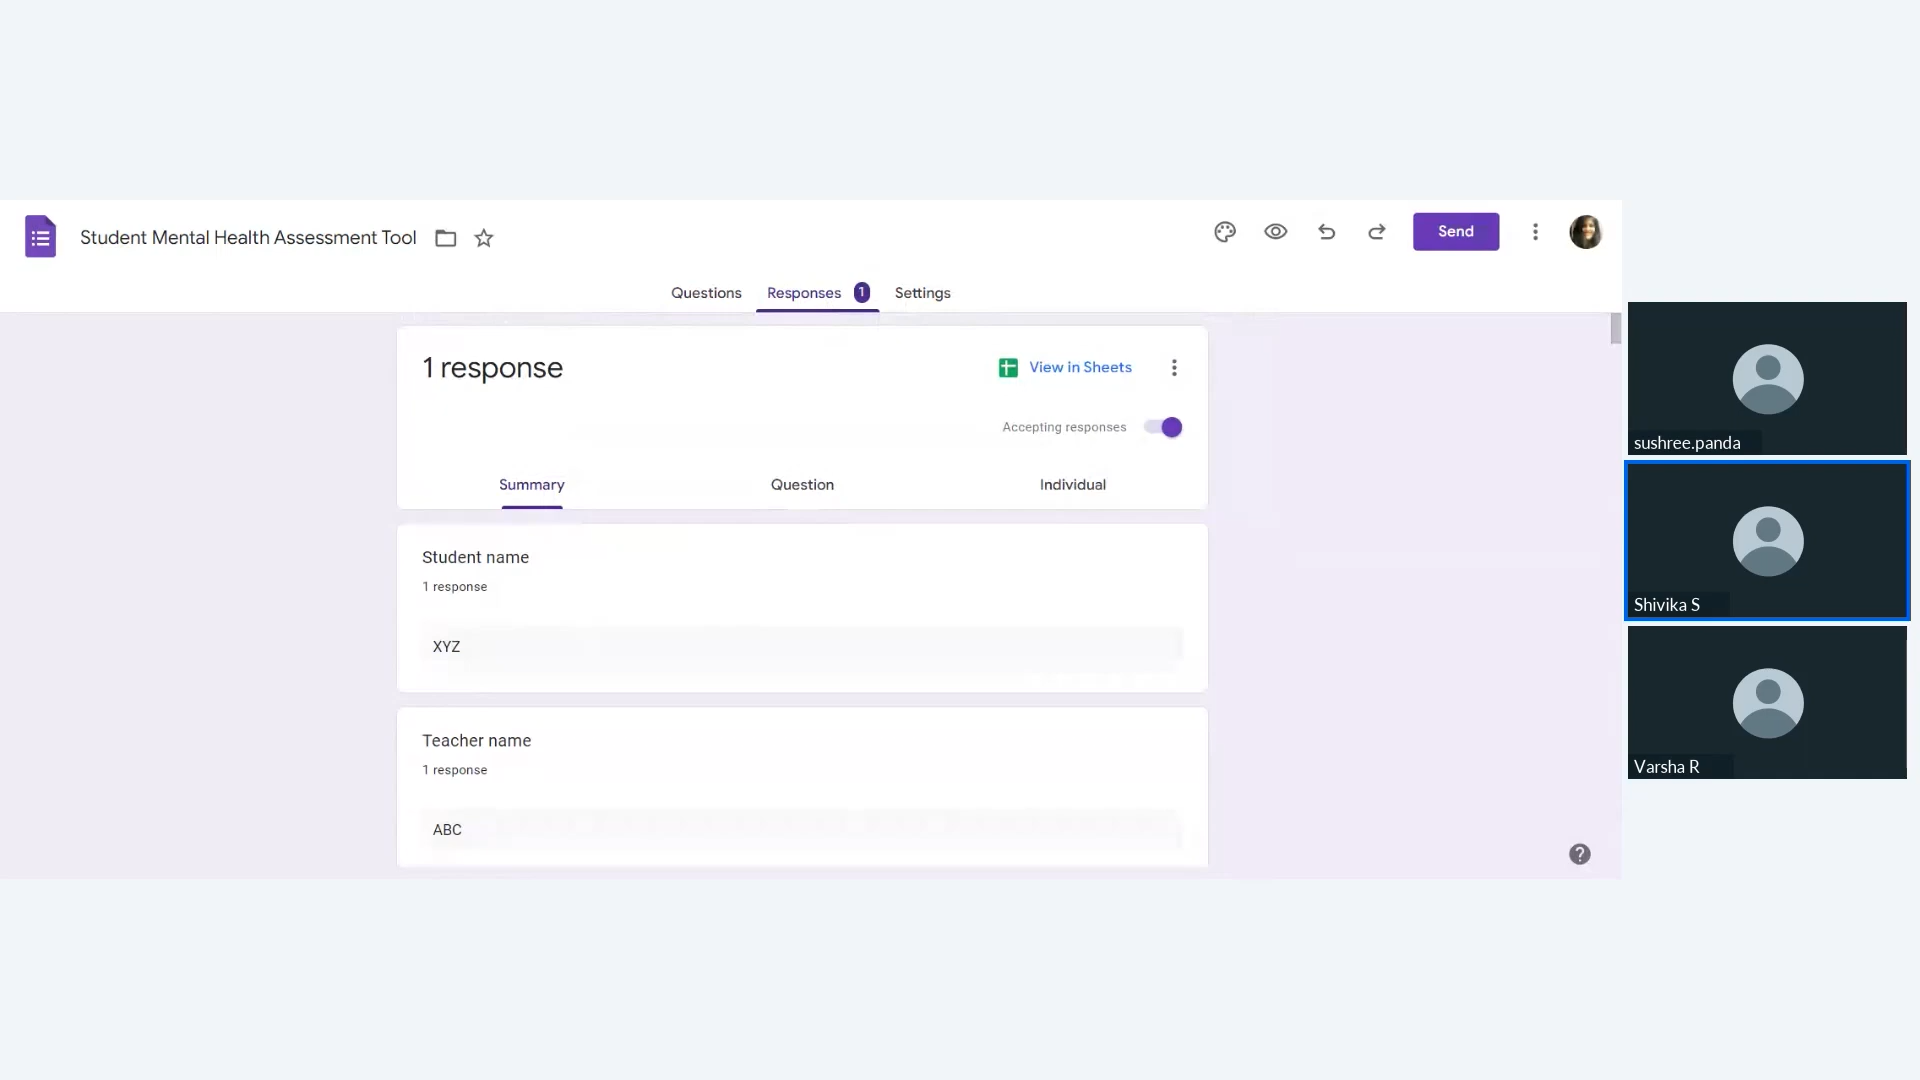 Student Mental Health Assessment Tool
Send
Questions
Responses 1
Settings
1 response
View in Sheets
Accepting responses
Summary
Question
Individual
Student name
1 response
XYZ
Teacher name
1 response
ABC
sushree.panda
Shivika S
Varsha R